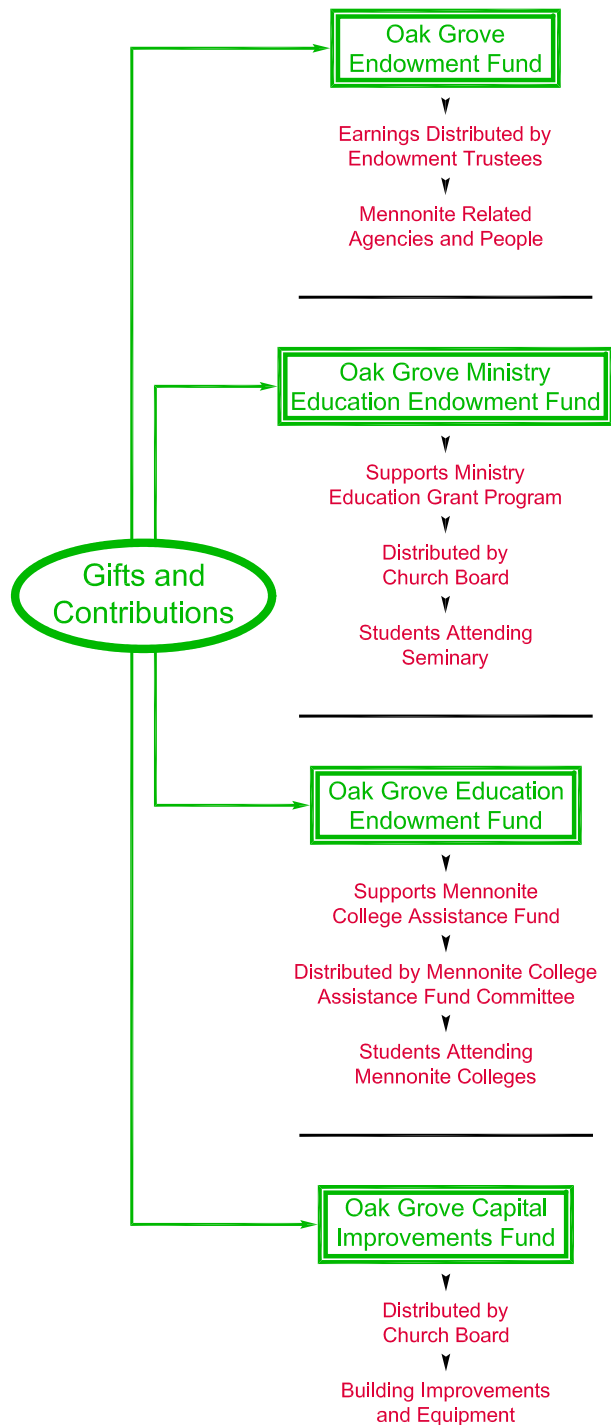 Oak Grove
Endowment Fund
Earnings Distributed by
Endowment Trustees
Mennonite Related
Agencies and People
Oak Grove Ministry
Education Endowment Fund
Supports Ministry
Education Grant Program
Distributed by
Church Board
Students Attending
Seminary
Gifts and
Contributions
Oak Grove Education
Endowment Fund
Supports Mennonite
College Assistance Fund
Distributed by Mennonite College
Assistance Fund Committee
Students Attending
Mennonite Colleges
Oak Grove Capital
Improvements Fund
Distributed by
Church Board
Building Improvements
and Equipment